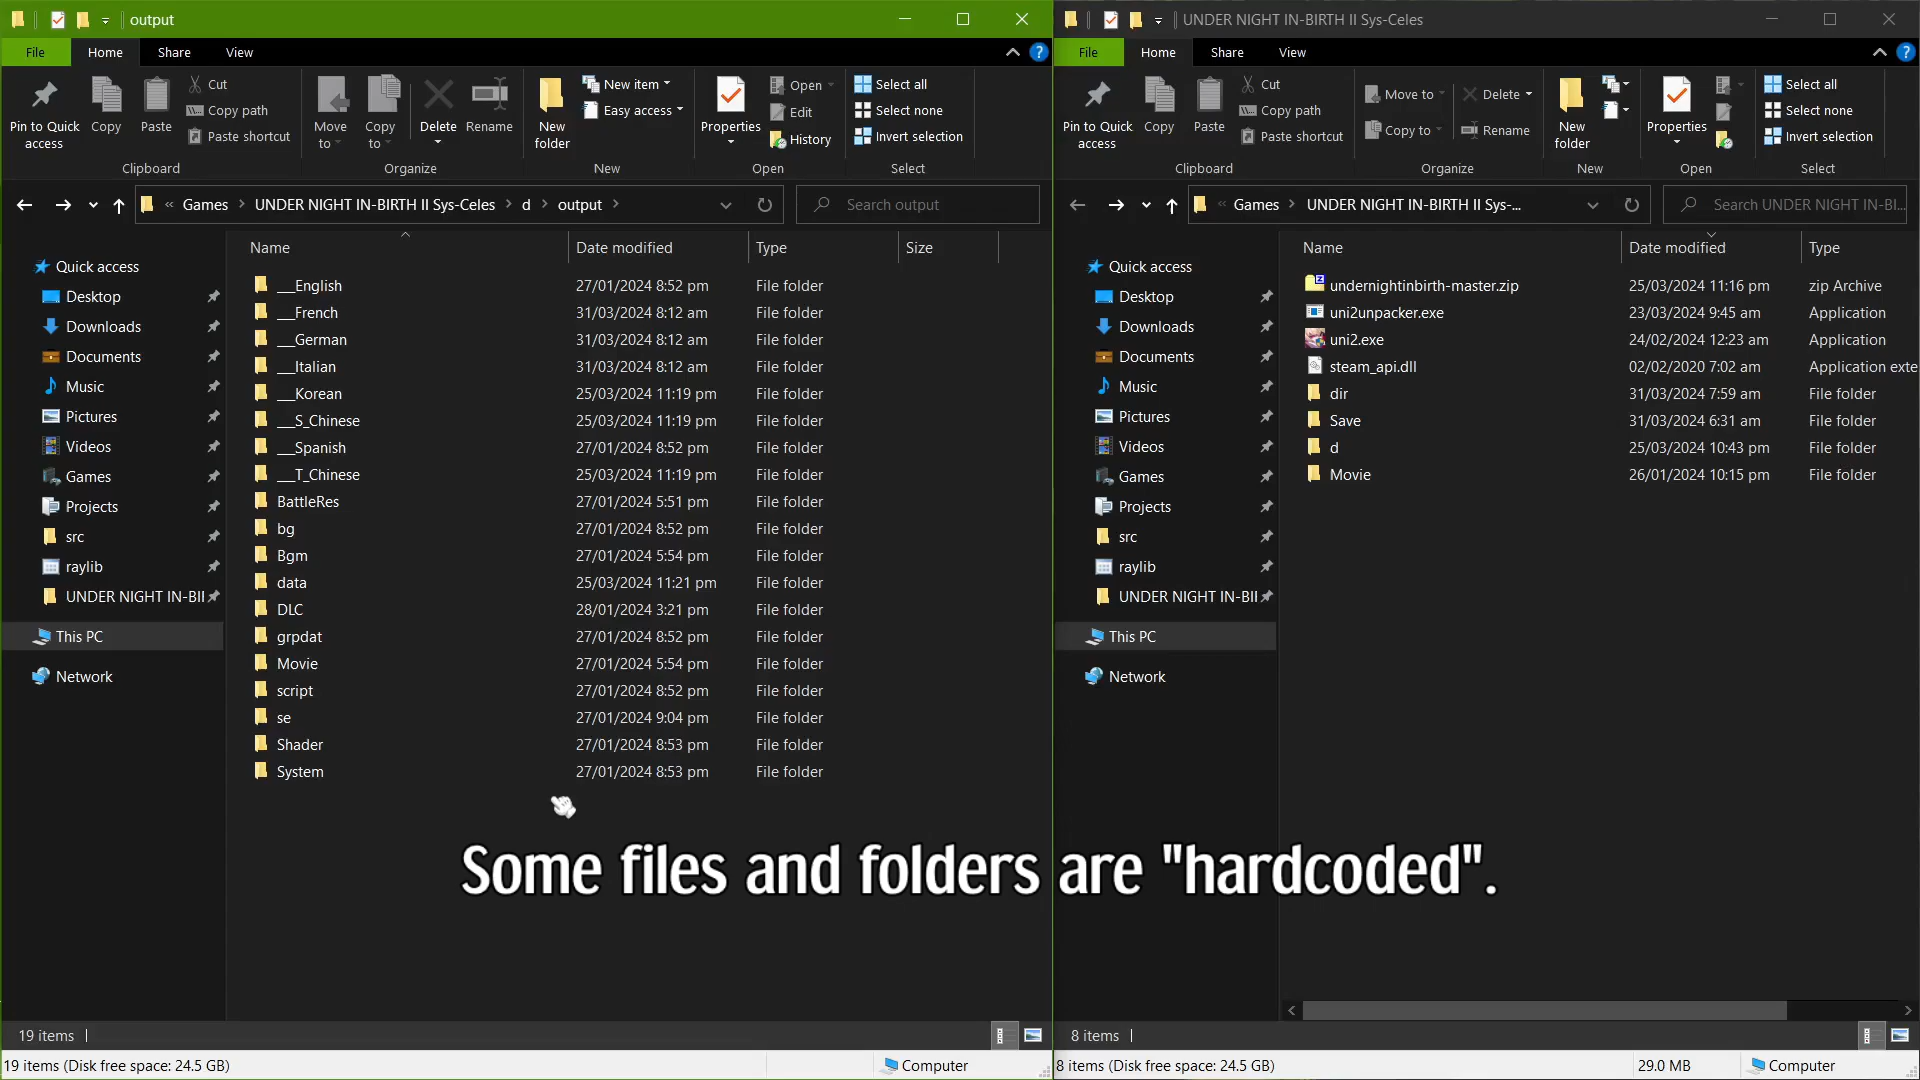 output
File Home Share View
Pin to Quick access
Copy
Paste
Cut
Copy path
Paste shortcut
Clipboard
Move to
Copy to
Delete
Rename
Organize
New folder
New item
Easy access
New
Properties
Open
Edit
History
Open
Select all
Select none
Invert selection
Select
« Games > UNDER NIGHT IN-BIRTH II Sys-Celes > d > output >
Search output
Quick access
Desktop
Downloads
Documents
Music
Pictures
Videos
Games
Projects
src
raylib
UNDER NIGHT IN-BII
This PC
Network
Name Date modified Type Size
___English 27/01/2024 8:52 pm File folder
___French 31/03/2024 8:12 am File folder
___German 31/03/2024 8:12 am File folder
___Italian 31/03/2024 8:12 am File folder
___Korean 25/03/2024 11:19 pm File folder
___S_Chinese 25/03/2024 11:19 pm File folder
___Spanish 27/01/2024 8:52 pm File folder
___T_Chinese 25/03/2024 11:19 pm File folder
BattleRes 27/01/2024 5:51 pm File folder
bg 27/01/2024 8:52 pm File folder
Bgm 27/01/2024 5:54 pm File folder
data 25/03/2024 11:21 pm File folder
DLC 28/01/2024 3:21 pm File folder
grpdat 27/01/2024 8:52 pm File folder
Movie 27/01/2024 5:54 pm File folder
script 27/01/2024 8:52 pm File folder
se 27/01/2024 9:04 pm File folder
Shader 27/01/2024 8:53 pm File folder
System 27/01/2024 8:53 pm File folder
19 items
19 items (Disk free space: 24.5 GB)
Computer
UNDER NIGHT IN-BIRTH II Sys-Celes
File Home Share View
Pin to Quick access
Copy
Paste
Cut
Copy path
Paste shortcut
Clipboard
Move to
Copy to
Delete
Rename
Organize
New folder
New
Properties
Open
Select all
Select none
Invert selection
Select
« Games > UNDER NIGHT IN-BIRTH II Sys-...
Search UNDER NIGHT IN-BI...
Quick access
Desktop
Downloads
Documents
Music
Pictures
Videos
Games
Projects
src
raylib
UNDER NIGHT IN-BII
This PC
Network
Name Date modified Type
undernightinbirth-master.zip 25/03/2024 11:16 pm zip Archive
uni2unpacker.exe 23/03/2024 9:45 am Application
uni2.exe 24/02/2024 12:23 am Application
steam_api.dll 02/02/2020 7:02 am Application exte
dir 31/03/2024 7:59 am File folder
Save 31/03/2024 6:31 am File folder
d 25/03/2024 10:43 pm File folder
Movie 26/01/2024 10:15 pm File folder
8 items
8 items (Disk free space: 24.5 GB)
29.0 MB
Computer
Some files and folders are "hardcoded".